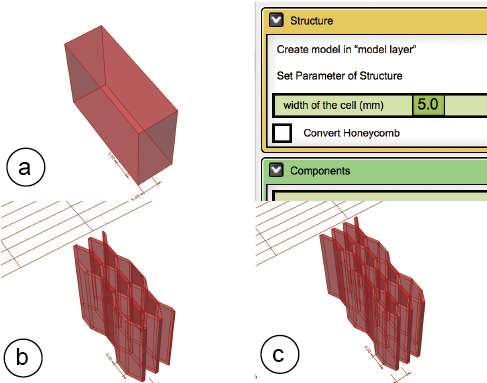 Structure
Create model in “model layer”
Set Parameter of Structure
width of the cell (mm) 5.0
Convert Honeycomb
Components
a
b
c